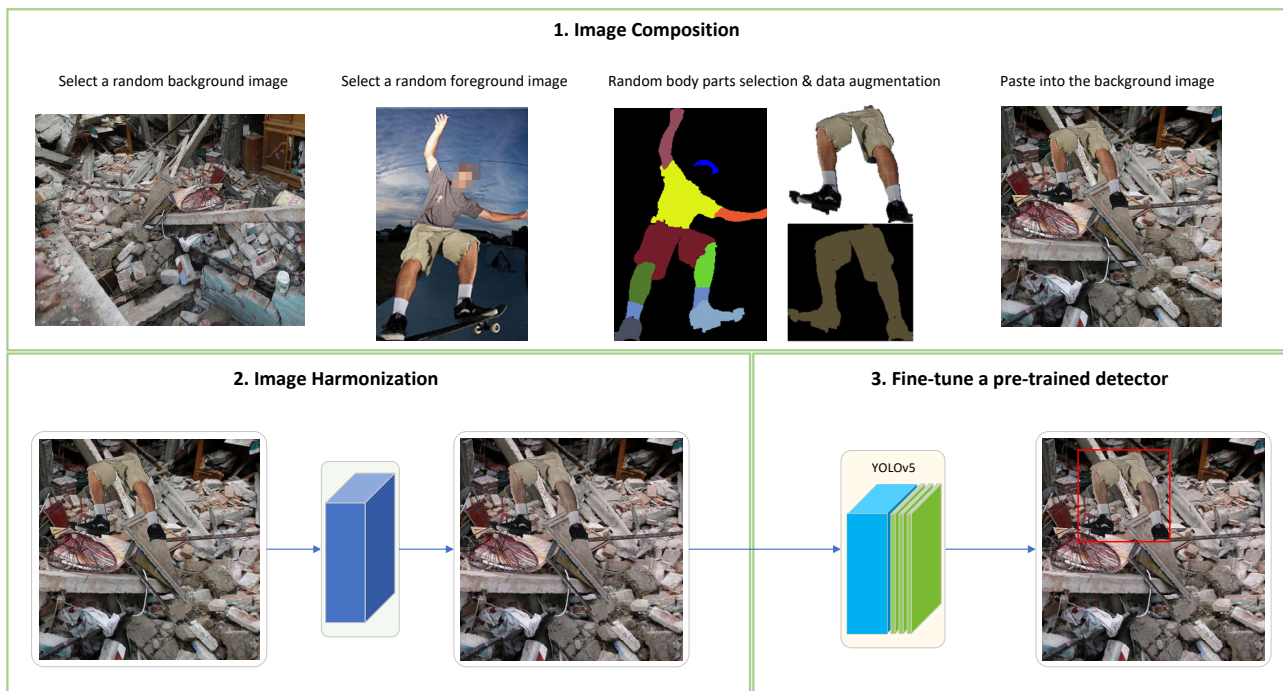 1. Image Composition
Select a random background image
Select a random foreground image
Random body parts selection & data augmentation
Paste into the background image
2. Image Harmonization
3. Fine-tune a pre-trained detector
YOLOv5